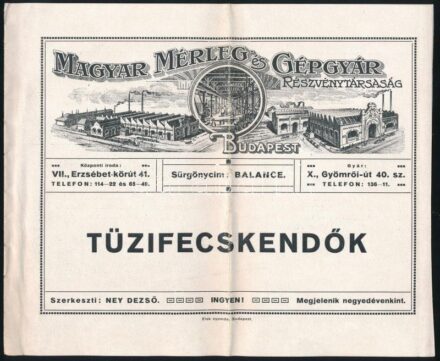 MAGYAR MÉRLEG ÉS GÉPGYÁR
RÉSZVÉNYTÁRSASÁG
BUDAPEST
Központi iroda:
VII., Erzsébet-körút 41.
TELEFON: 114—22 és 65—40.
Sürgönycim: BALANCE.
Gyár:
X., Gyömrői-út 40. sz.
TELEFON: 136—11.
TÜZIFECSKENDŐK
Szerkeszti: NEY DEZSŐ.
INGYEN!
Megjelenik negyedévenkint.